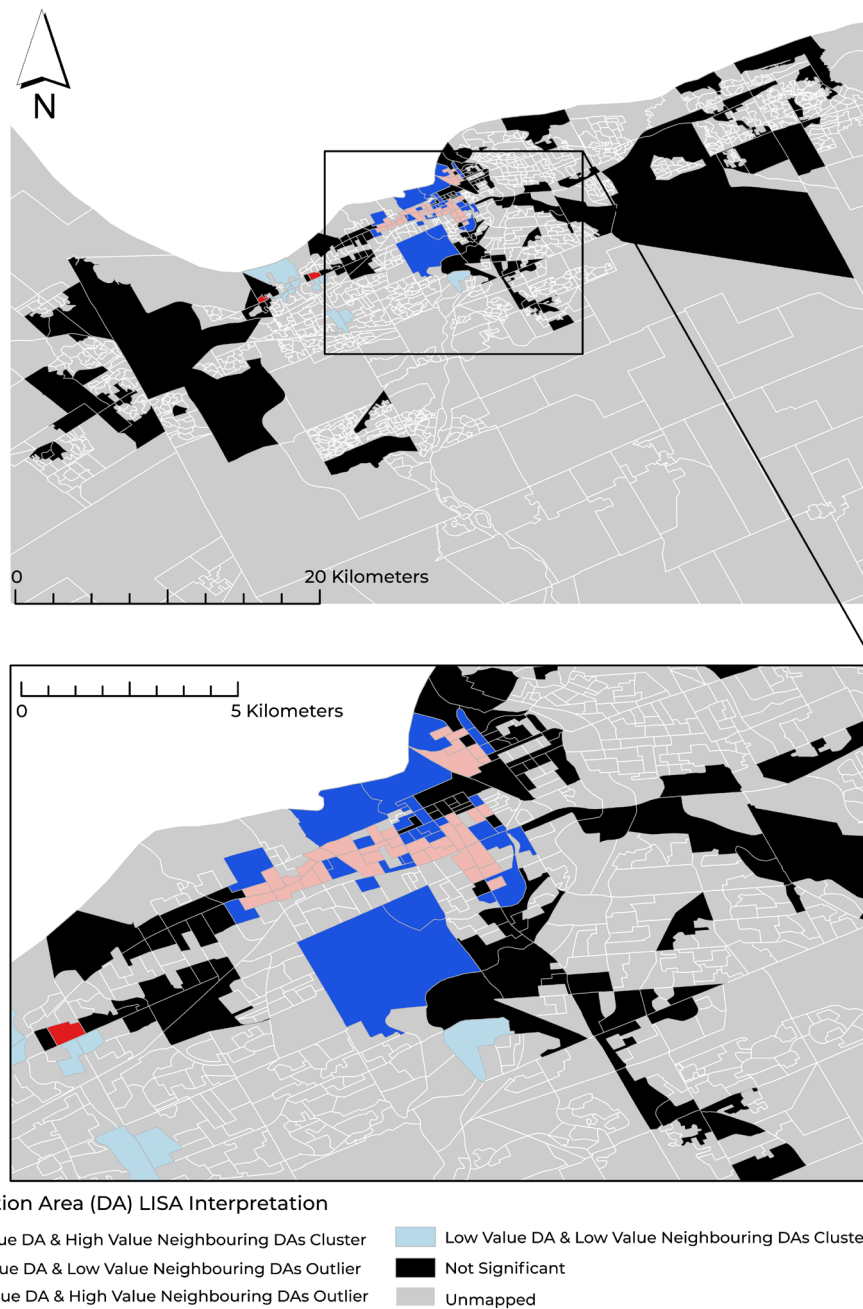 N
0 20 Kilometers
0 5 Kilometers
tion Area (DA) LISA Interpretation
ue DA & High Value Neighbouring DAs Cluster
ue DA & Low Value Neighbouring DAs Outlier
ue DA & High Value Neighbouring DAs Outlier
Low Value DA & Low Value Neighbouring DAs Cluste
Not Significant
Unmapped